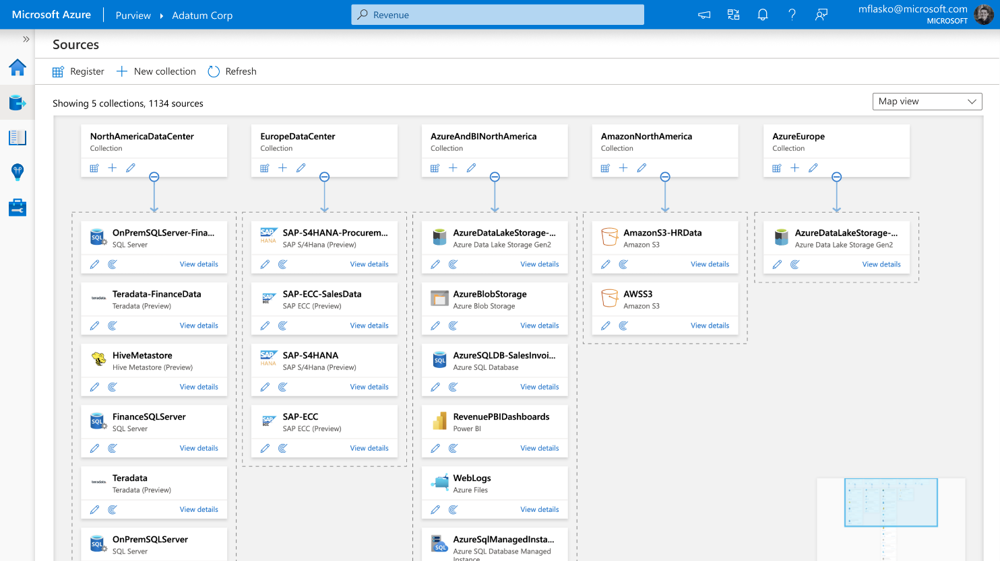 Microsoft Azure
Purview
Adatum Corp
Revenue
mflasko@microsoft.com
MICROSOFT
Sources
Register
New collection
Refresh
Showing 5 collections, 1134 sources
Map view
NorthAmericaDataCenter
Collection
EuropeDataCenter
Collection
AzureAndBINorthAmerica
Collection
AmazonNorthAmerica
Collection
AzureEurope
Collection
SQL
OnPremSQLServer-Fina...
SQL Server
View details
teradata.
Teradata-FinanceData
Teradata (Preview)
View details
HiveMetastore
Hive Metastore (Preview)
View details
SQL
FinanceSQLServer
SQL Server
View details
teradata.
Teradata
Teradata (Preview)
View details
SQL
OnPremSQLServer
SQL Server
SAP
HANA
SAP-S4HANA-Procurem...
SAP S/4Hana (Preview)
View details
SAP
ECC
SAP-ECC-SalesData
SAP ECC (Preview)
View details
SAP
HANA
SAP-S4HANA
SAP S/4Hana (Preview)
View details
SAP
ECC
SAP-ECC
SAP ECC (Preview)
View details
AzureDataLakeStorage-...
Azure Data Lake Storage Gen2
View details
AzureBlobStorage
Azure Blob Storage
View details
SQL
AzureSQLDB-SalesInvoi...
Azure SQL Database
View details
RevenuePBIDashboards
Power BI
View details
WebLogs
Azure Files
View details
SQL
AzureSqlManagedInsta...
Azure SQL Database Managed
Instance
AmazonS3-HRData
Amazon S3
View details
AWSS3
Amazon S3
View details
AzureDataLakeStorage-...
Azure Data Lake Storage Gen2
View details